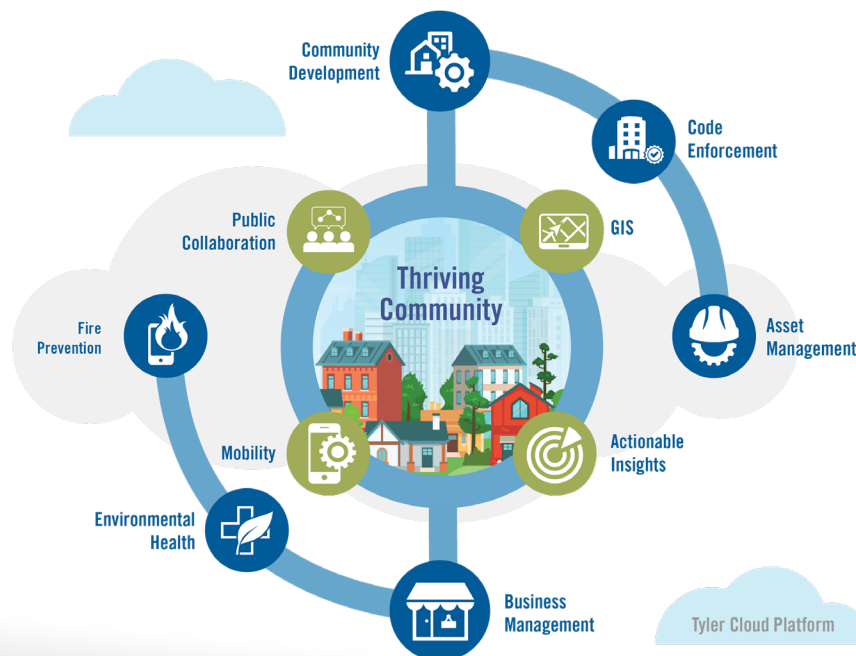 Community
Development
Code
Enforcement
Public
Collaboration
GIS
Thriving
Community
Fire
Prevention
Asset
Management
Mobility
Actionable
Insights
Environmental
Health
Business
Management
Tyler Cloud Platform